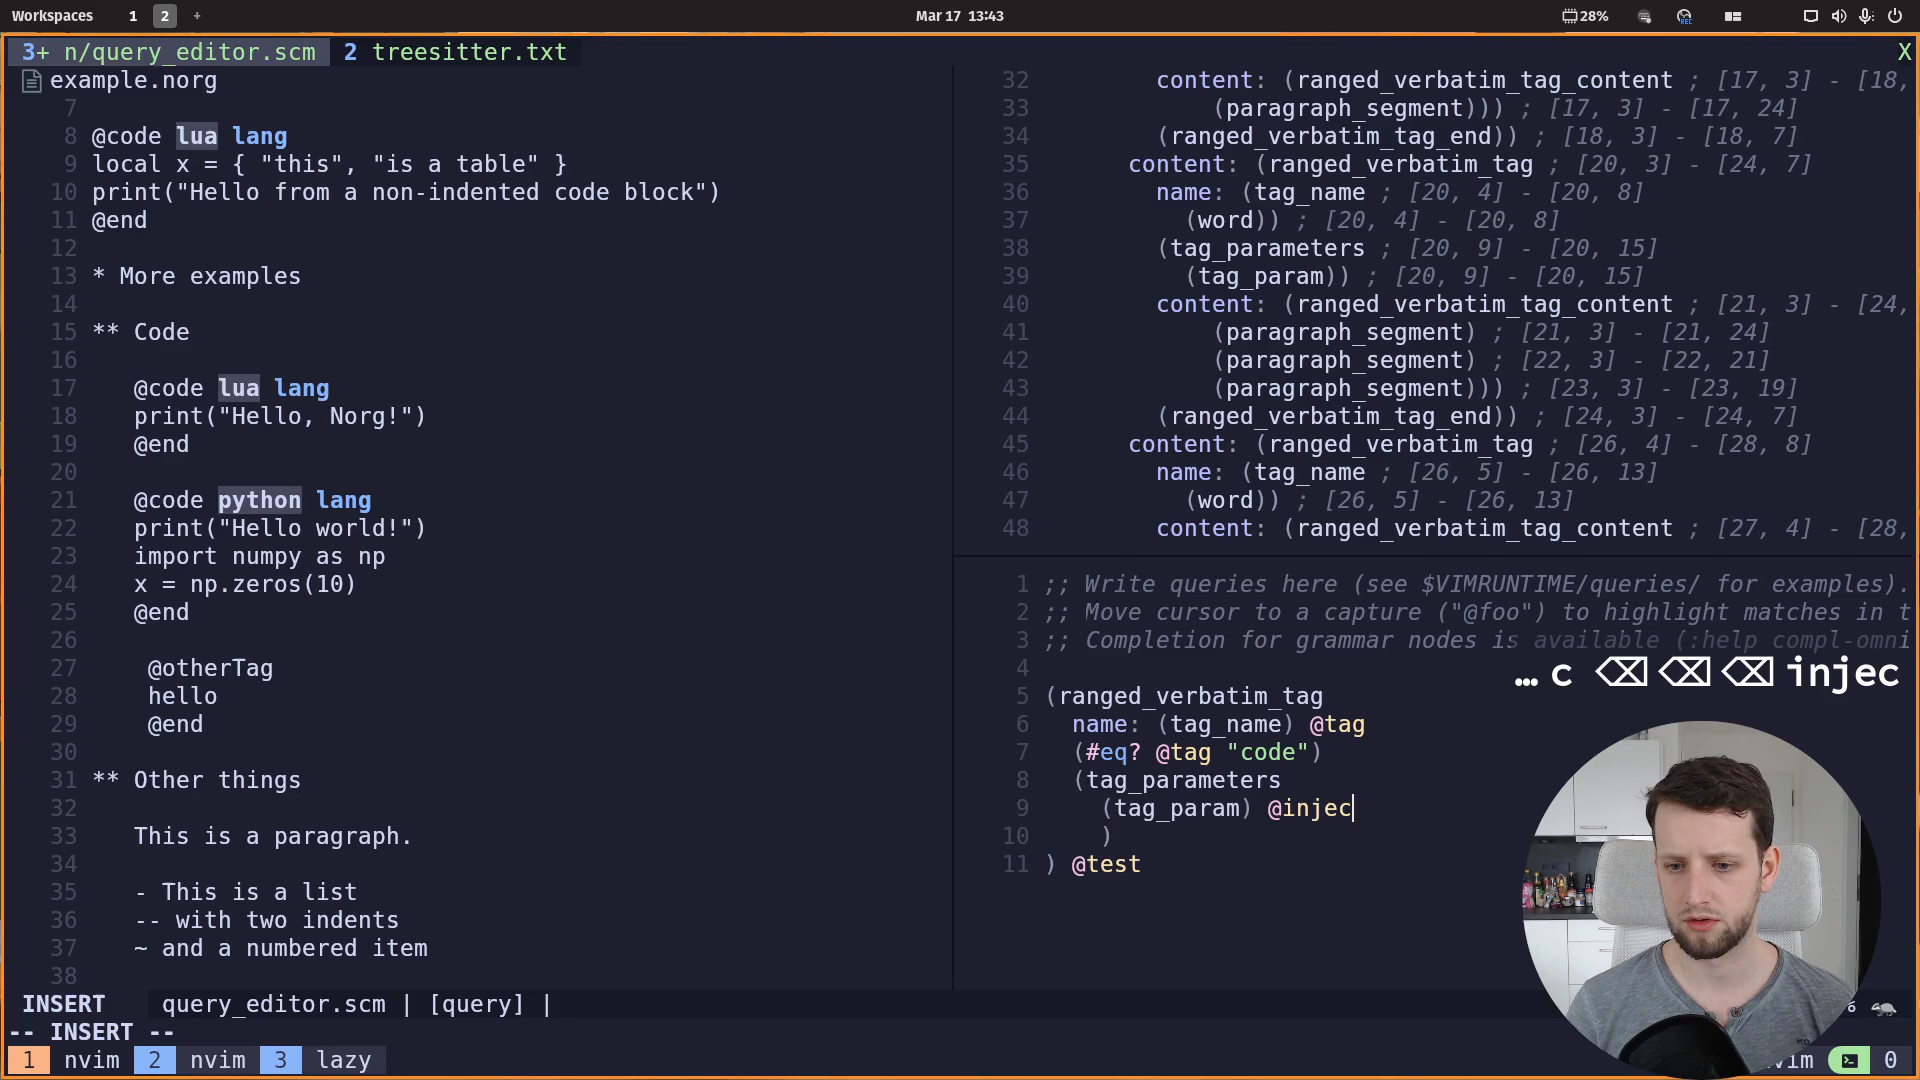 Workspaces 1 2 + Mar 17 13:43 28% REC
3+ n/query_editor.scm 2 treesitter.txt X
example.norg
7
8 @code lua lang
9 local x = { "this", "is a table" }
10 print("Hello from a non-indented code block")
11 @end
12
13 * More examples
14
15 ** Code
16
17 @code lua lang
18 print("Hello, Norg!")
19 @end
20
21 @code python lang
22 print("Hello world!")
23 import numpy as np
24 x = np.zeros(10)
25 @end
26
27 @otherTag
28 hello
29 @end
30
31 ** Other things
32
33 This is a paragraph.
34
35 - This is a list
36 -- with two indents
37 ~ and a numbered item
38
32 content: (ranged_verbatim_tag_content ; [17, 3] - [18,
33 (paragraph_segment))) ; [17, 3] - [17, 24]
34 (ranged_verbatim_tag_end)) ; [18, 3] - [18, 7]
35 content: (ranged_verbatim_tag ; [20, 3] - [24, 7]
36 name: (tag_name ; [20, 4] - [20, 8]
37 (word)) ; [20, 4] - [20, 8]
38 (tag_parameters ; [20, 9] - [20, 15]
39 (tag_param)) ; [20, 9] - [20, 15]
40 content: (ranged_verbatim_tag_content ; [21, 3] - [24,
41 (paragraph_segment) ; [21, 3] - [21, 24]
42 (paragraph_segment) ; [22, 3] - [22, 21]
43 (paragraph_segment))) ; [23, 3] - [23, 19]
44 (ranged_verbatim_tag_end)) ; [24, 3] - [24, 7]
45 content: (ranged_verbatim_tag ; [26, 4] - [28, 8]
46 name: (tag_name ; [26, 5] - [26, 13]
47 (word)) ; [26, 5] - [26, 13]
48 content: (ranged_verbatim_tag_content ; [27, 4] - [28,
1 ;; Write queries here (see $VIMRUNTIME/queries/ for examples).
2 ;; Move cursor to a capture ("@foo") to highlight matches in t
3 ;; Completion for grammar nodes is available (:help compl-omni
4
… c ⌫ ⌫ ⌫ injec
5 (ranged_verbatim_tag
6 name: (tag_name) @tag
7 (#eq? @tag "code")
8 (tag_parameters
9 (tag_param) @injec
10 )
11 ) @test
INSERT query_editor.scm | [query] |
-- INSERT --
1 nvim 2 nvim 3 lazy 0